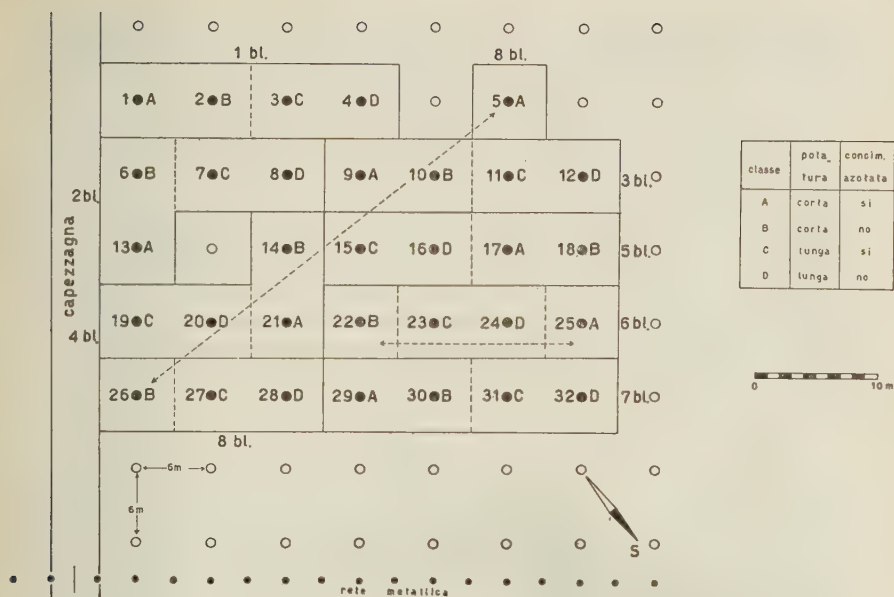 1 bl. 8 bl.
1 A 2 B 3 C 4 D 5 A
6 B 7 C 8 D 9 A 10 B 11 C 12 D 3 bl.
2 bl.
13 A 14 B 15 C 16 D 17 A 18 B 5 bl.
capezzagna
19 C 20 D 21 A 22 B 23 C 24 D 25 A 6 bl.
4 bl.
26 B 27 C 28 D 29 A 30 B 31 C 32 D 7 bl.
8 bl.
6m
6m
S
rete metallica
classe pota_tura concim. azotata
A corta si
B corta no
C lunga si
D lunga no
0 10 m